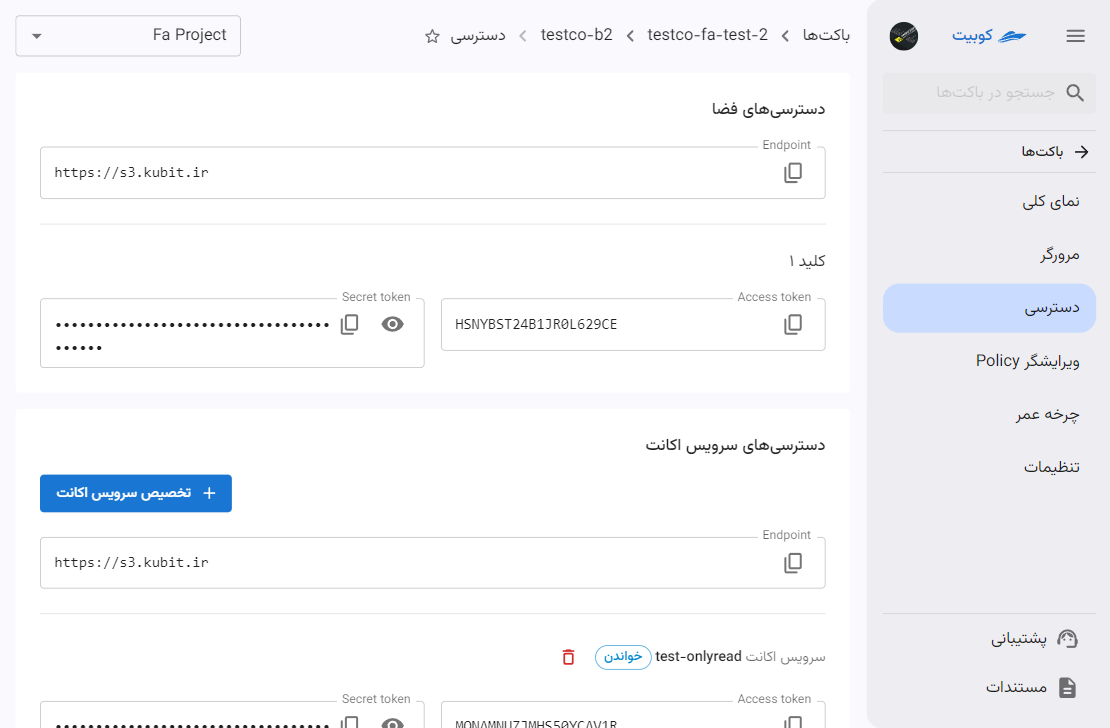 کوبیت
جستجو در باکت‌ها
باکت‌ها
نمای کلی
مرورگر
دسترسی
ویرایشگر Policy
چرخه عمر
تنظیمات
پشتیبانی
مستندات
باکت‌ها
testco-fa-test-2
testco-b2
دسترسی
Fa Project
دسترسی‌های فضا
Endpoint
https://s3.kubit.ir
کلید ۱
Access token
HSNYBST24B1JR0L629CE
Secret token
دسترسی‌های سرویس اکانت
تخصیص سرویس اکانت
Endpoint
https://s3.kubit.ir
سرویس اکانت test-onlyread خواندن
Access token
Secret token